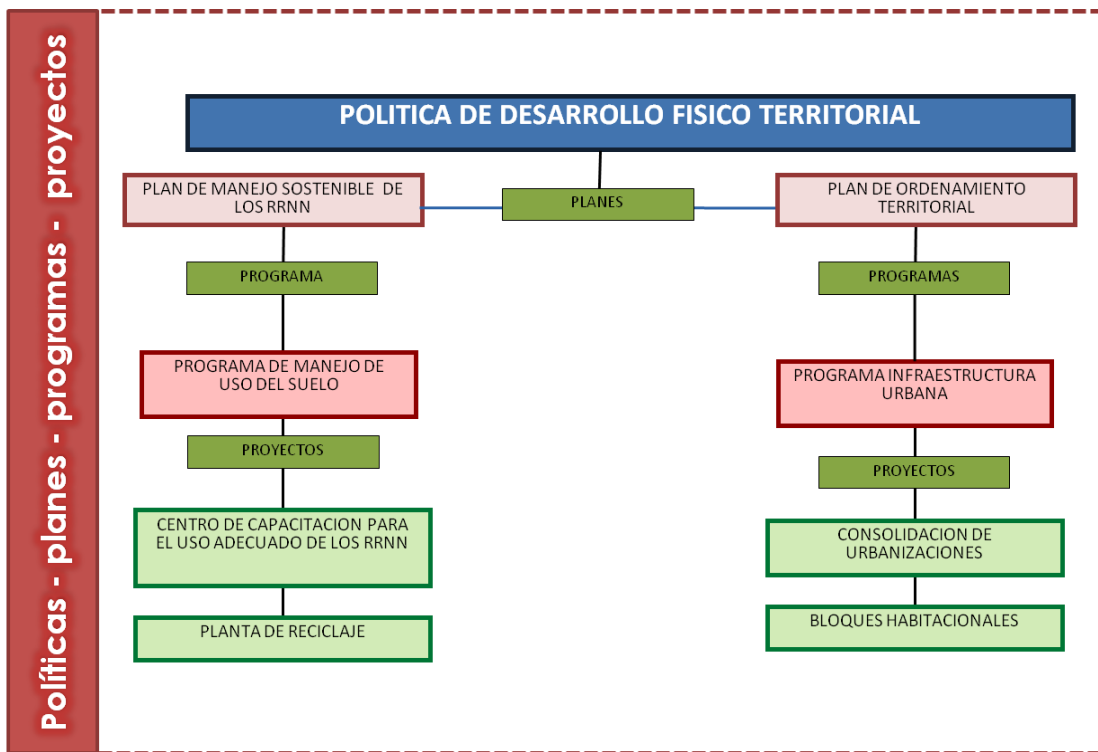 Políticas - planes - programas - proyectos
POLITICA DE DESARROLLO FISICO TERRITORIAL
PLAN DE MANEJO SOSTENIBLE DE
LOS RRNN
PLANES
PLAN DE ORDENAMIENTO
TERRITORIAL
PROGRAMA
PROGRAMAS
PROGRAMA DE MANEJO DE
USO DEL SUELO
PROGRAMA INFRAESTRUCTURA
URBANA
PROYECTOS
PROYECTOS
CENTRO DE CAPACITACION PARA
EL USO ADECUADO DE LOS RRNN
CONSOLIDACION DE
URBANIZACIONES
PLANTA DE RECICLAJE
BLOQUES HABITACIONALES